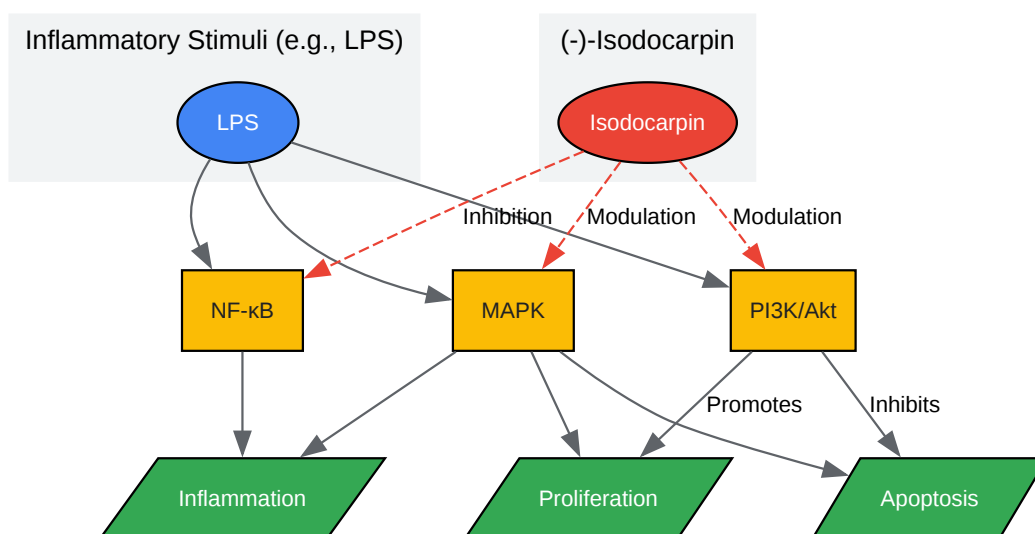 Inflammatory Stimuli (e.g., LPS)
(-)-Isodocarpin
LPS
Isodocarpin
Inhibition
Modulation
Modulation
NF-κB
MAPK
PI3K/Akt
Promotes
Inhibits
Inflammation
Proliferation
Apoptosis